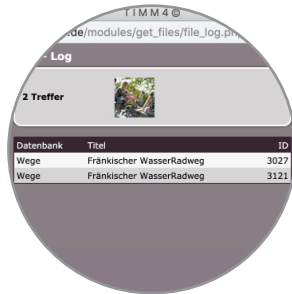 TIMM4©
.de/modules/get_files/file_log.ph
· Log
2 Treffer
Datenbank Titel ID
Wege Fränkischer WasserRadweg 3027
Wege Fränkischer WasserRadweg 3121